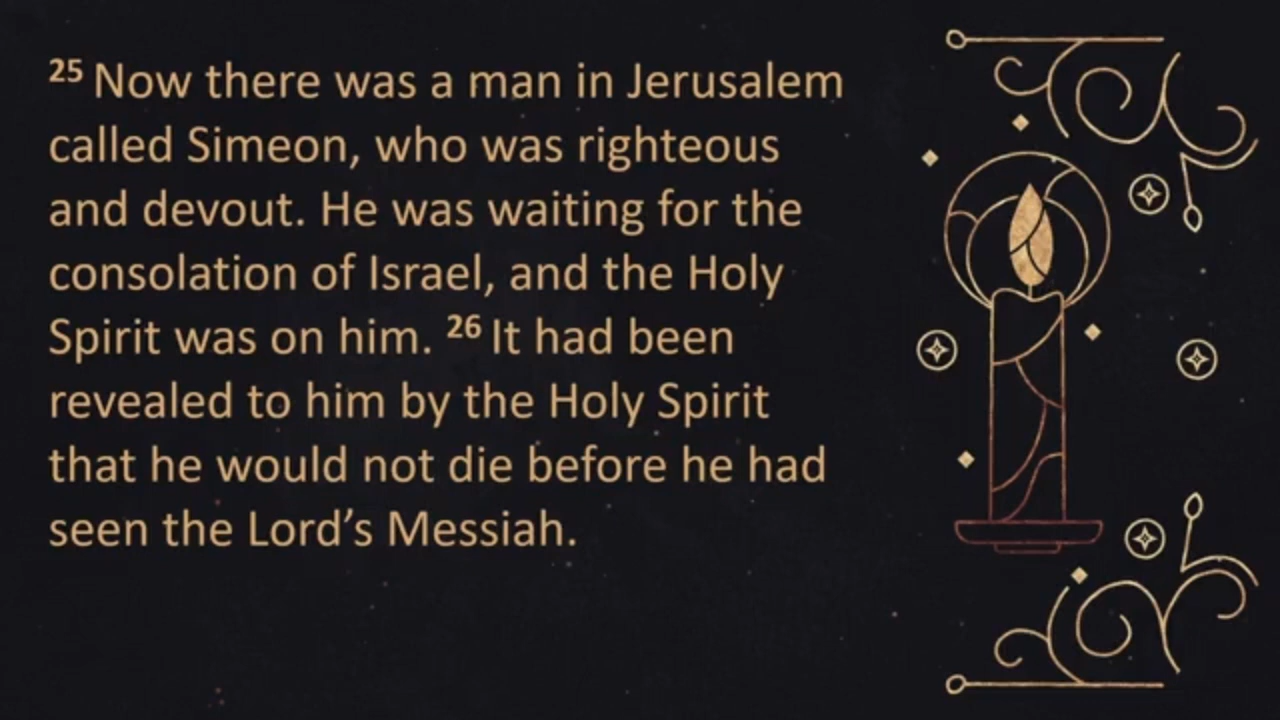 25 Now there was a man in Jerusalem
called Simeon, who was righteous
and devout. He was waiting for the
consolation of Israel, and the Holy
Spirit was on him. 26 It had been
revealed to him by the Holy Spirit
that he would not die before he had
seen the Lord’s Messiah.